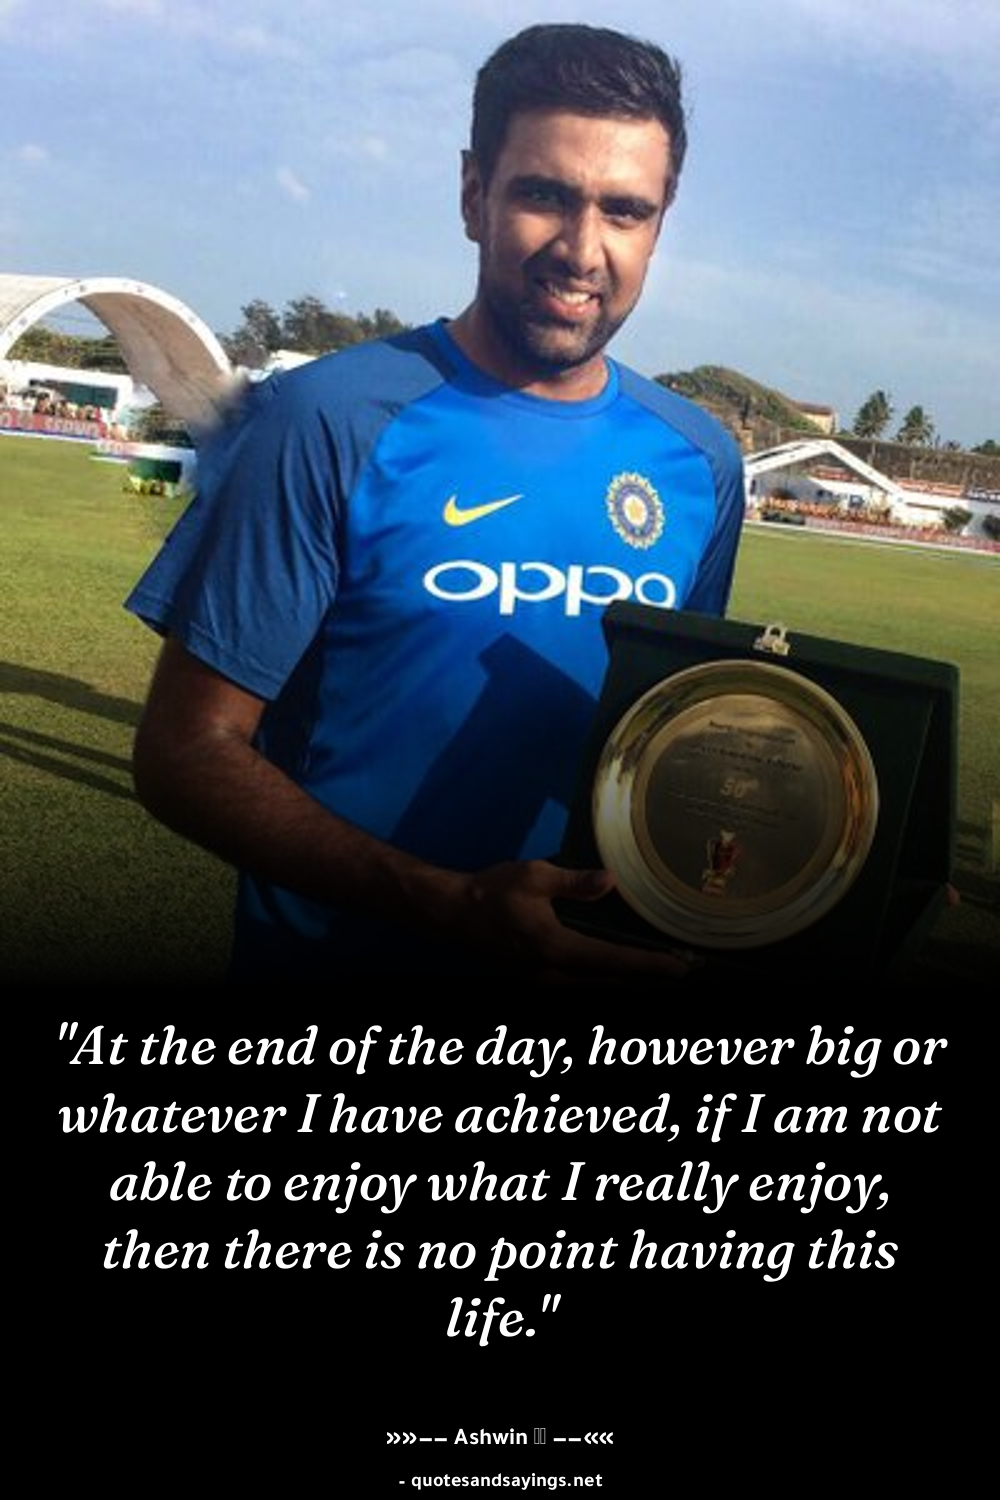 oppo
50th
"At the end of the day, however big or
whatever I have achieved, if I am not
able to enjoy what I really enjoy,
then there is no point having this
life."
»»−− Ashwin −−««
- quotesandsayings.net